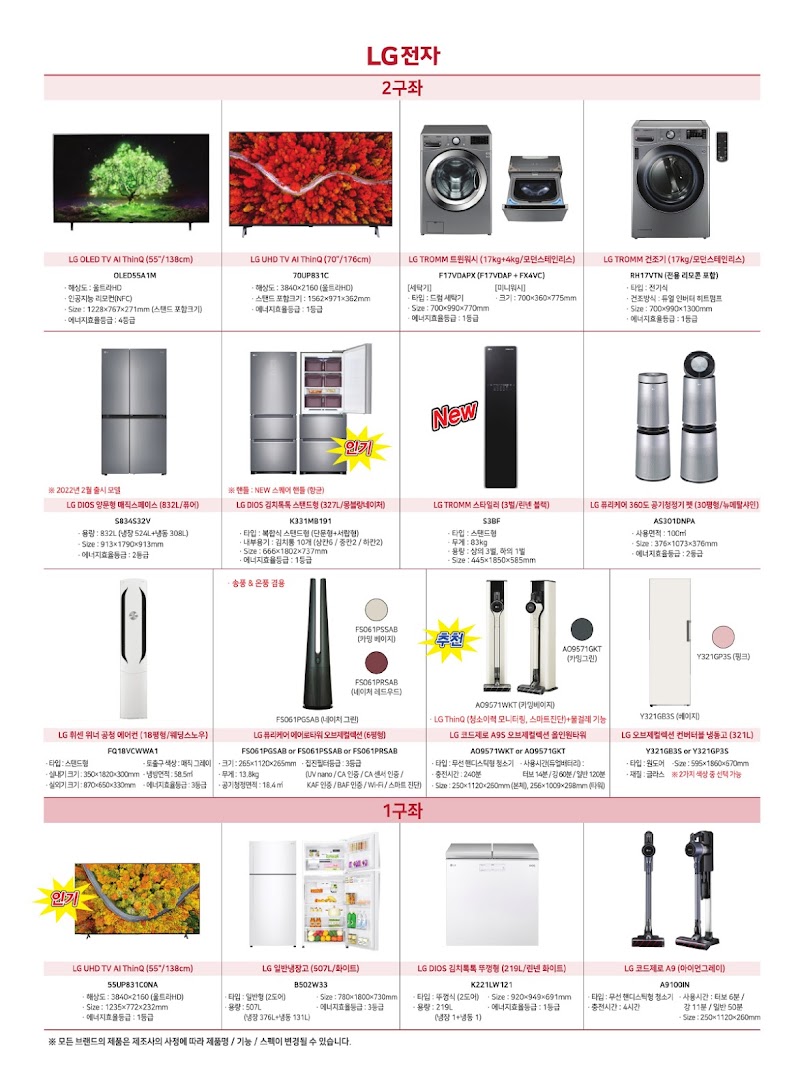 LG전자
2구좌
LG OLED TV AI ThinQ (55"/138cm)
OLED55A1M
· 해상도 : 울트라HD
· 인공지능 리모컨(NFC)
· Size : 1228×767×271mm (스탠드 포함크기)
· 에너지효율등급 : 4등급
LG UHD TV AI ThinQ (70"/176cm)
70UP831C
· 해상도 : 3840×2160 (울트라HD)
· 스탠드 포함크기 : 1562×971×362mm
· 에너지효율등급 : 1등급
LG TROMM 트윈워시 (17kg+4kg/모던스테인리스)
F17VDAPX (F17VDAP + FX4VC)
[세탁기]
· 타입 : 드럼 세탁기
· Size : 700×990×770mm
· 에너지효율등급 : 1등급
[미니워시]
· 크기 : 700×360×775mm
LG TROMM 건조기 (17kg/모던스테인리스)
RH17VTN (전용 리모콘 포함)
· 타입 : 전기식
· 건조방식 : 듀얼 인버터 히트펌프
· Size : 700×990×1300mm
· 에너지효율등급 : 1등급
※ 2022년 2월 출시 모델
LG DIOS 양문형 매직스페이스 (832L/퓨어)
S834S32V
· 용량 : 832L (냉장 524L+냉동 308L)
· Size : 913×1790×913mm
· 에너지효율등급 : 2등급
인기
※ 핸들 : NEW 스퀘어 핸들 (항균)
LG DIOS 김치톡톡 스탠드형 (327L/몽블랑네이처)
K331MB191
· 타입 : 복합식 스탠드형 (단문형+서랍형)
· 내부용기 : 김치통 10개 (상칸6 / 중칸2 / 하칸2)
· Size : 666×1802×737mm
· 에너지효율등급 : 1등급
New
LG TROMM 스타일러 (3벌/린넨 블랙)
S3BF
· 타입 : 스탠드형
· 무게 : 83kg
· 용량 : 상의 3벌, 하의 1벌
· Size : 445×1850×585mm
LG 퓨리케어 360도 공기청정기 펫 (30평형/뉴메탈샤인)
AS301DNPA
· 사용면적 : 100㎡
· Size : 376×1073×376mm
· 에너지효율등급 : 2등급
LG 휘센 위너 공청 에어컨 (18평형/웨딩스노우)
FQ18VCWWA1
· 타입 : 스탠드형
· 토출구 색상 : 매직 그레이
· 실내기 크기 : 350×1820×300mm
· 냉방면적 : 58.5㎡
· 실외기 크기 : 870×650×330mm
· 에너지효율등급 : 3등급
· 송풍 & 온풍 겸용
FS061PSSAB
(카밍 베이지)
FS061PRSAB
(네이처 레드우드)
FS061PGSAB (네이처 그린)
LG 퓨리케어 에어로타워 오브제컬렉션 (6평형)
FS061PGSAB or FS061PSSAB or FS061PRSAB
· 크기 : 265×1120×265mm
· 집진필터등급 : 3등급
· 무게 : 13.8kg
(UV nano / CA 인증 / CA 센서 인증 /
· 공기청정면적 : 18.4㎡
KAF 인증 / BAF 인증 / Wi-Fi / 스마트 진단)
추천
AO9571GKT
(카밍그린)
AO9571WKT (카밍베이지)
· LG ThinQ (청소이력 모니터링, 스마트진단)+물걸레 기능
LG 코드제로 A9S 오브제컬렉션 올인원타워
AO9571WKT or AO9571GKT
· 타입 : 무선 핸디스틱형 청소기
· 사용시간(듀얼배터리) :
· 충전시간 : 240분
터보 14분 / 강 60분 / 일반 120분
· Size : 250×1120×260mm (본체), 256×1009×298mm (타워)
Y321GP3S (핑크)
Y321GB3S (베이지)
LG 오브제컬렉션 컨버터블 냉동고 (321L)
Y321GB3S or Y321GP3S
· 타입 : 원도어
· Size : 595×1860×670mm
· 재질 : 글라스
※ 2가지 색상 중 선택 가능
1구좌
인기
LG UHD TV AI ThinQ (55"/138cm)
55UP831C0NA
· 해상도 : 3840×2160 (울트라HD)
· Size : 1235×772×232mm
· 에너지효율등급 : 1등급
LG 일반냉장고 (507L/화이트)
B502W33
· 타입 : 일반형 (2도어)
· Size : 780×1800×730mm
· 용량 : 507L
· 에너지효율등급 : 3등급
(냉장 376L+냉동 131L)
LG DIOS 김치톡톡 뚜껑형 (219L/린넨 화이트)
K221LW121
· 타입 : 뚜껑식 (2도어)
· Size : 920×949×691mm
· 용량 : 219L
· 에너지효율등급 : 1등급
(냉장 1+냉동 1)
LG 코드제로 A9 (아이언그레이)
A9100IN
· 타입 : 무선 핸디스틱형 청소기
· 사용시간 : 터보 6분 /
· 충전시간 : 4시간
강 11분 / 일반 50분
· Size : 250×1120×260mm
※ 모든 브랜드의 제품은 제조사의 사정에 따라 제품명 / 기능 / 스펙이 변경될 수 있습니다.